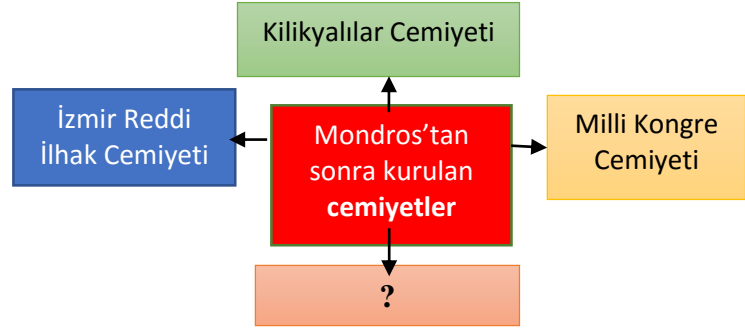 Kilikyalılar Cemiyeti
İzmir Reddi
İlhak Cemiyeti
Mondros’tan
sonra kurulan
cemiyetler
Milli Kongre
Cemiyeti
?